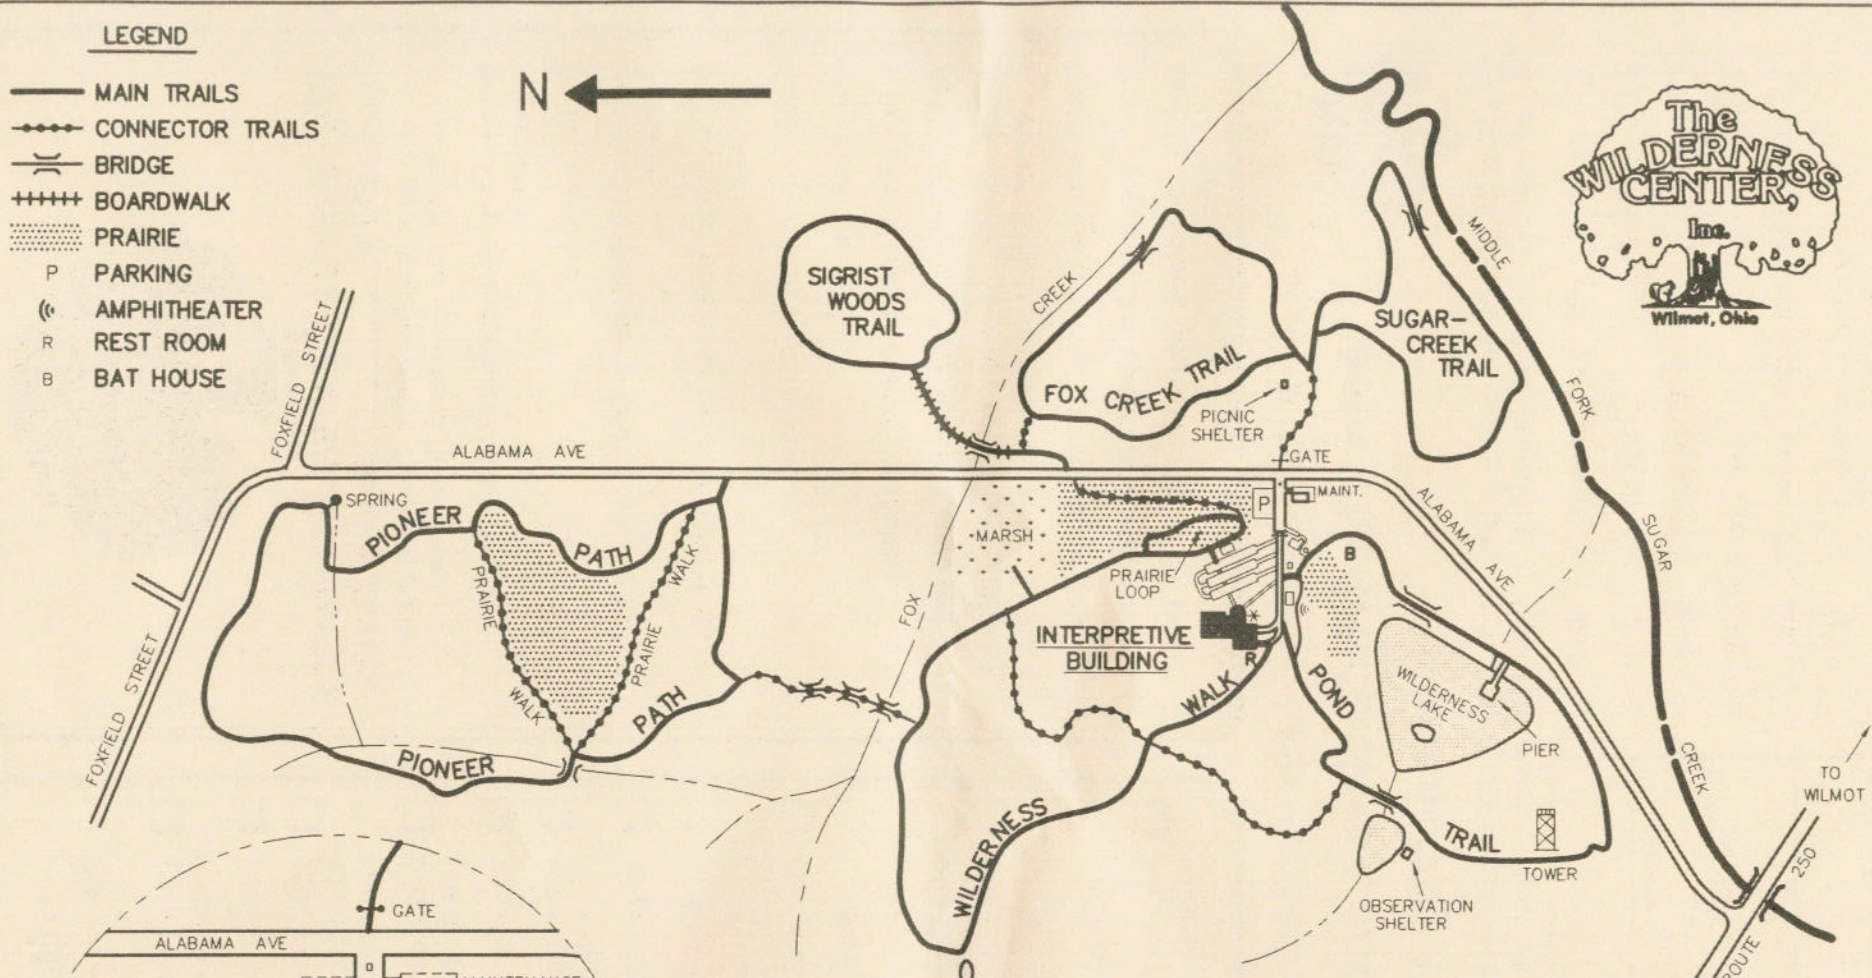 LEGEND
MAIN TRAILS
CONNECTOR TRAILS
BRIDGE
BOARDWALK
PRAIRIE
P PARKING
AMPHITHEATER
R REST ROOM
B BAT HOUSE
N
The
WILDERNESS
CENTER,
Inc.
Wilmot, Ohio
FOXFIELD STREET
ALABAMA AVE
SIGRIST
WOODS
TRAIL
CREEK
FOX CREEK TRAIL
PICNIC
SHELTER
SUGAR-
CREEK
TRAIL
MIDDLE
FORK
SUGAR
CREEK
GATE
MAINT.
P
ALABAMA AVE
SPRING
PIONEER
PATH
PRAIRIE
WALK
PRAIRIE
WALK
PATH
PIONEER
FOXFIELD STREET
MARSH
FOX
PRAIRIE
LOOP
INTERPRETIVE
BUILDING
*
R
B
WALK
WILDERNESS
POND
TRAIL
WILDERNESS
LAKE
PIER
TOWER
OBSERVATION
SHELTER
TO
WILMOT
250
ROUTE
GATE
ALABAMA AVE
MAINTENANCE